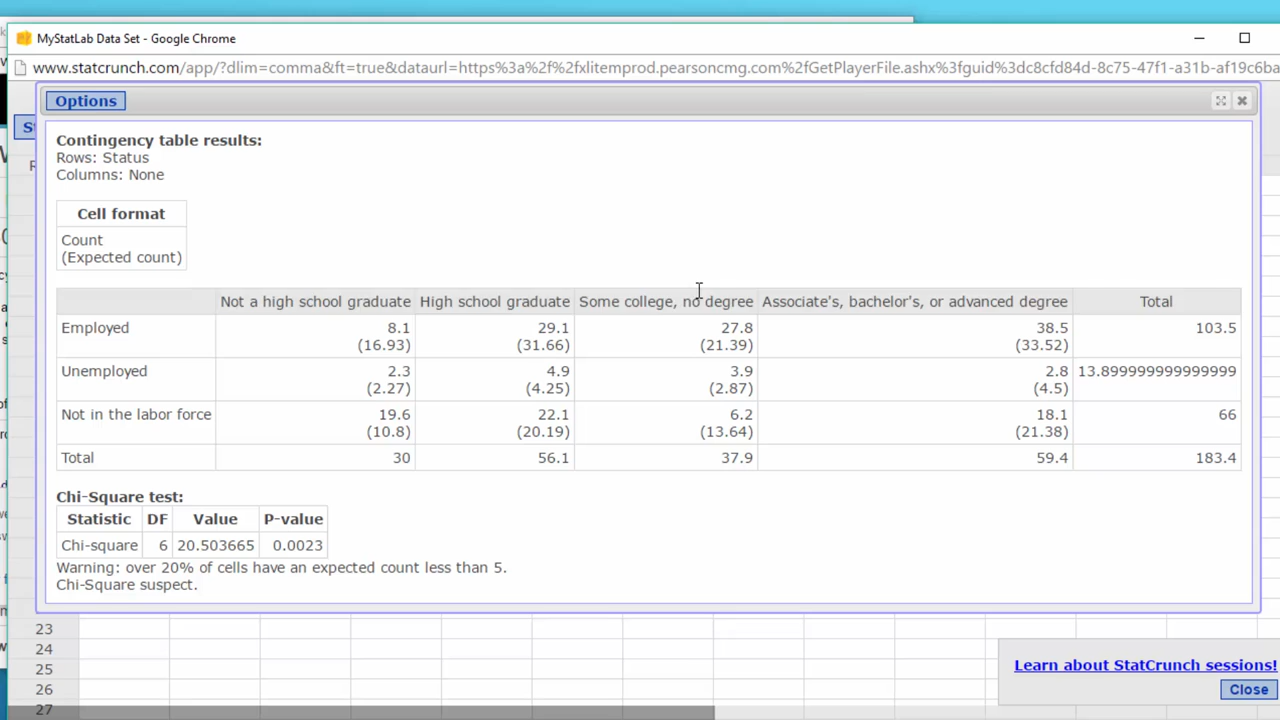 MyStatLab Data Set - Google Chrome
www.statcrunch.com/app/?dlim=comma&ft=true&dataurl=https%3a%2f%2fxlitemprod.pearsoncmg.com%2fGetPlayerFile.ashx%3fguid%3dc8cfd84d-8c75-47f1-a31b-af19c6ba
Options
Contingency table results:
Rows: Status
Columns: None
Cell format
Count
(Expected count)
Not a high school graduate High school graduate Some college, no degree Associate's, bachelor's, or advanced degree Total
Employed 8.1 29.1 27.8 38.5 103.5
(16.93) (31.66) (21.39) (33.52)
Unemployed 2.3 4.9 3.9 2.8 13.899999999999999
(2.27) (4.25) (2.87) (4.5)
Not in the labor force 19.6 22.1 6.2 18.1 66
(10.8) (20.19) (13.64) (21.38)
Total 30 56.1 37.9 59.4 183.4
Chi-Square test:
Statistic DF Value P-value
Chi-square 6 20.503665 0.0023
Warning: over 20% of cells have an expected count less than 5.
Chi-Square suspect.
23
24
25
26
27
Learn about StatCrunch sessions!
Close